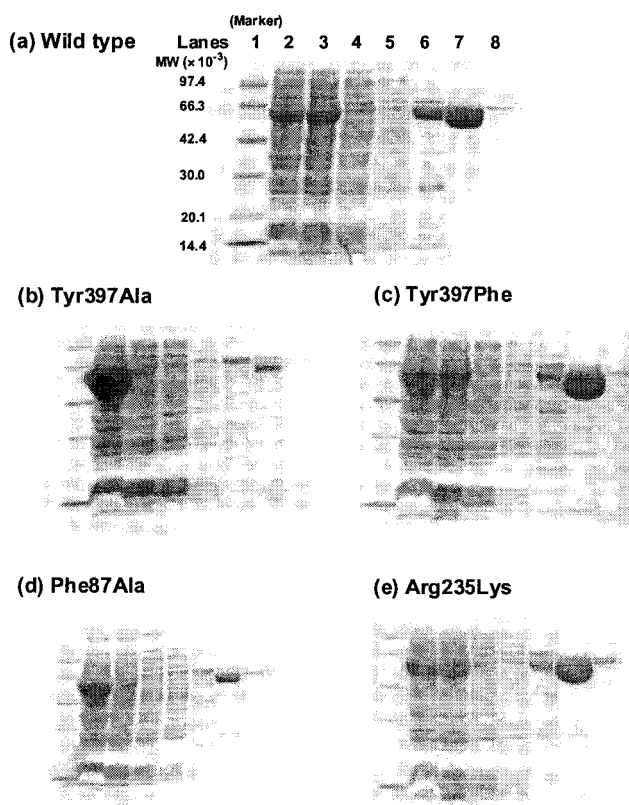 (Marker)
(a) Wild type Lanes 1 2 3 4 5 6 7 8
MW (× 10⁻³)
97.4
66.3
42.4
30.0
20.1
14.4
(b) Tyr397Ala (c) Tyr397Phe
(d) Phe87Ala (e) Arg235Lys